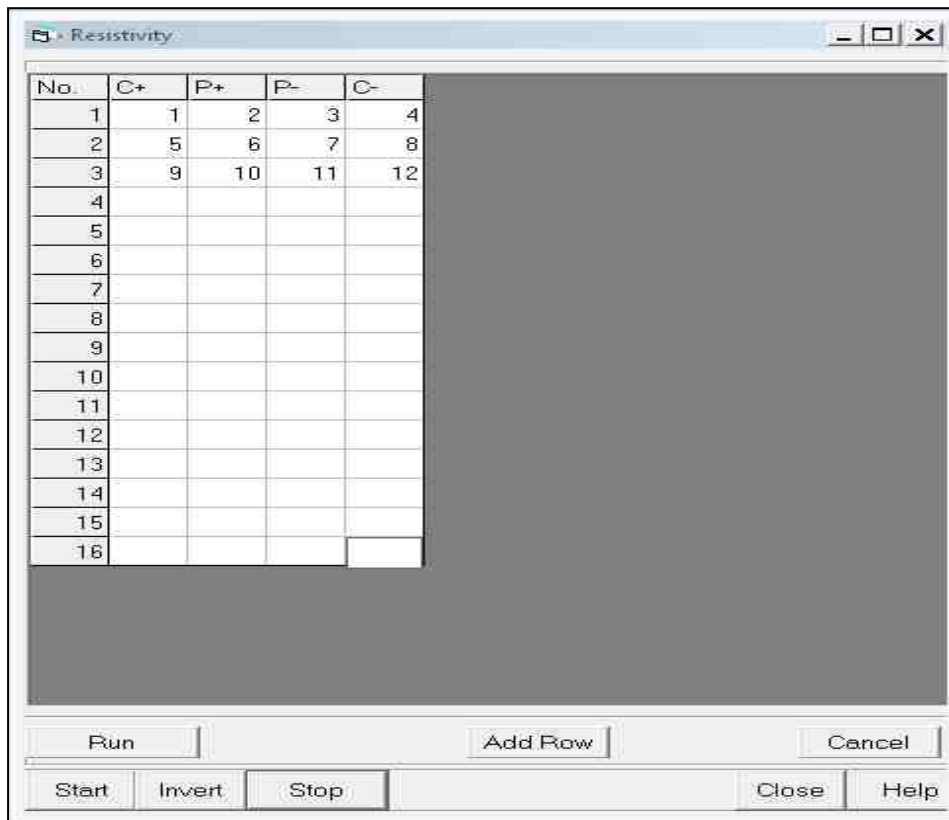 Resistivity
No. C+ P+ P- C-
1 1 2 3 4
2 5 6 7 8
3 9 10 11 12
4
5
6
7
8
9
10
11
12
13
14
15
16
Run Add Row Cancel
Start Invert Stop Close Help